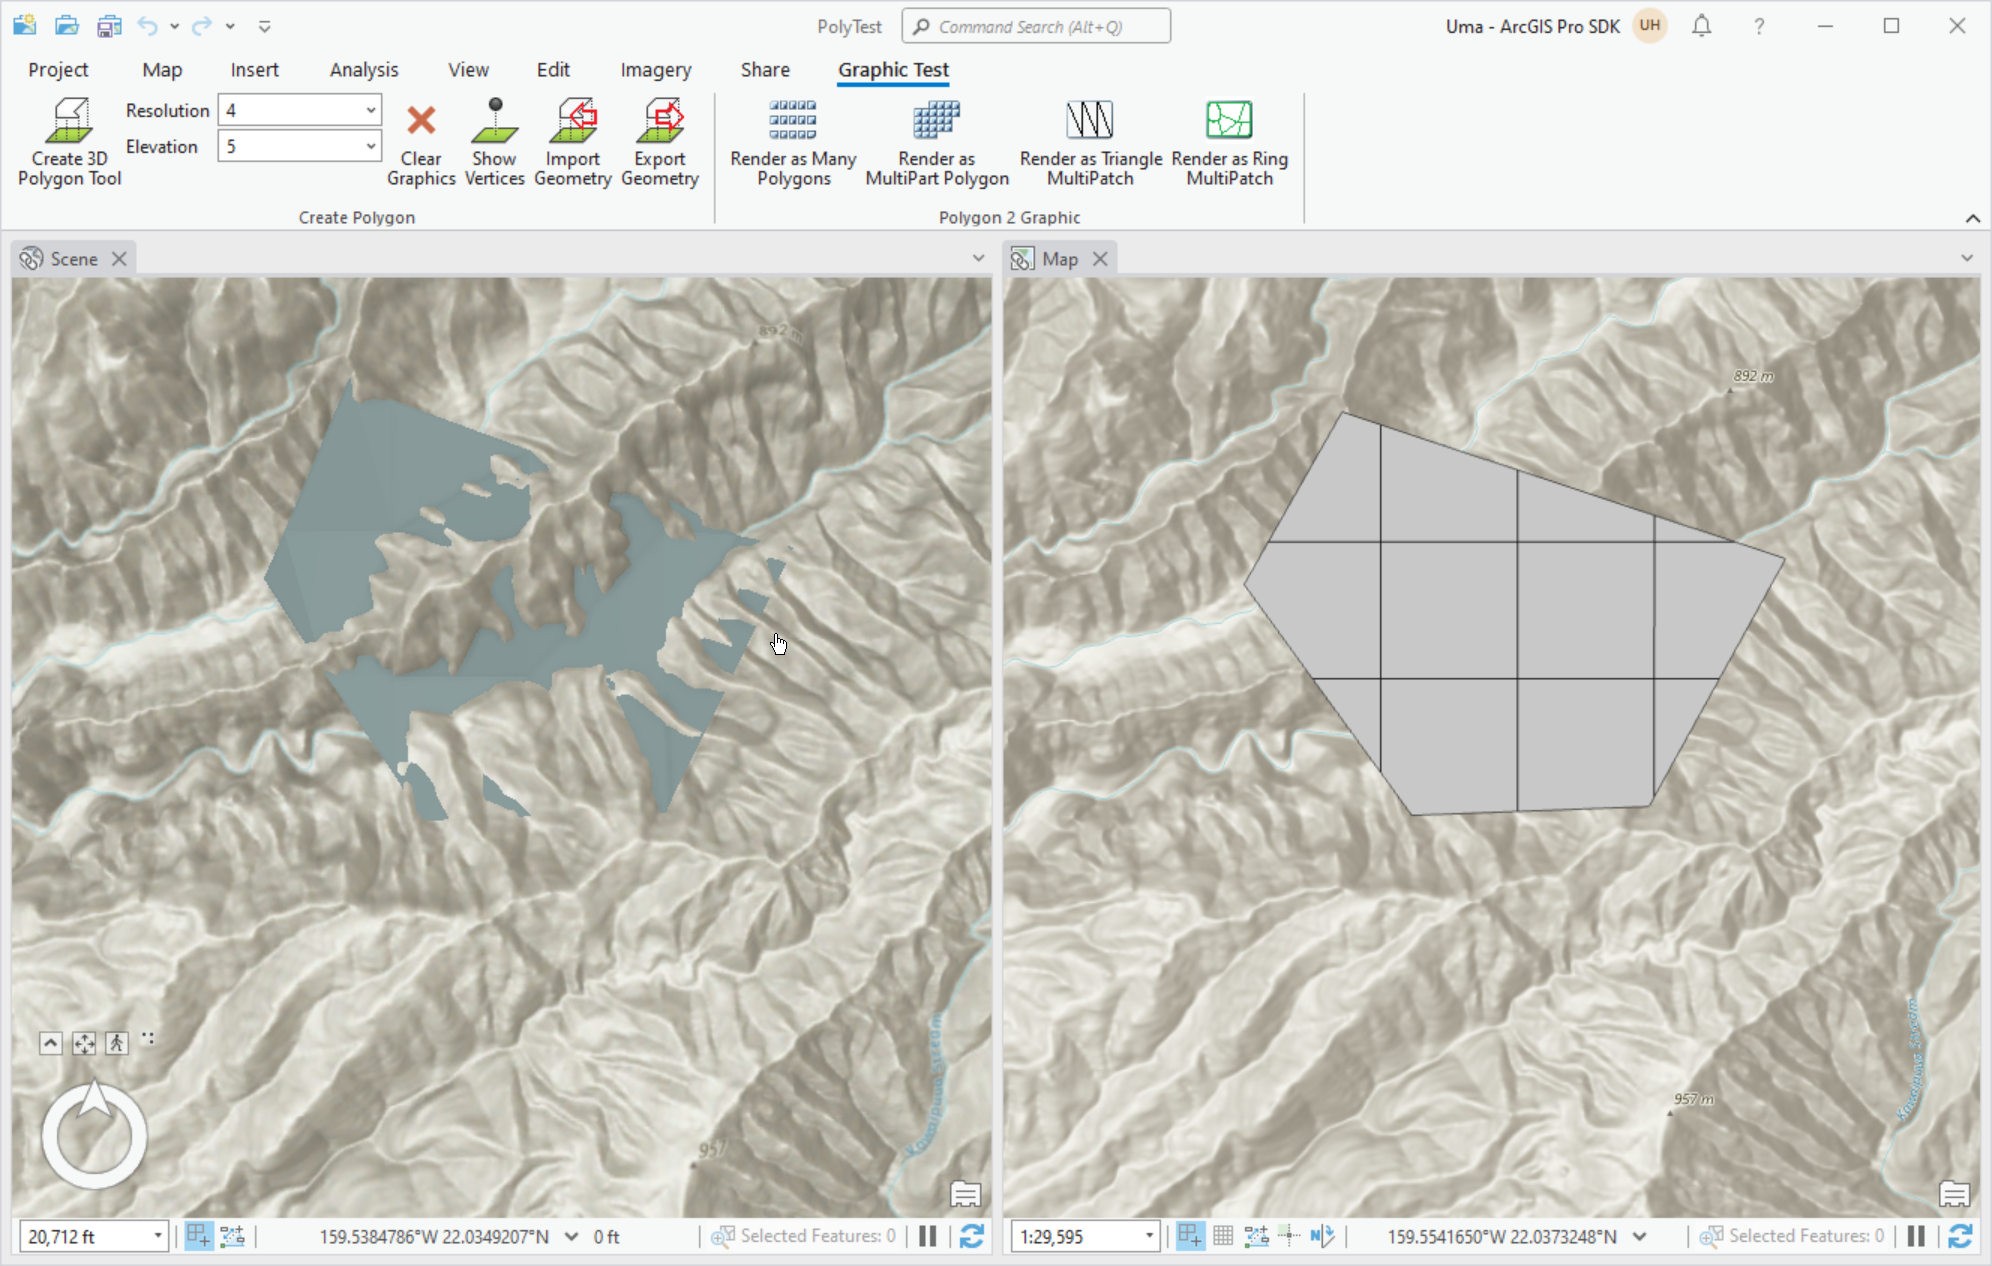 PolyTest
Command Search (Alt+Q)
Uma - ArcGIS Pro SDK
UH
Project
Map
Insert
Analysis
View
Edit
Imagery
Share
Graphic Test
Resolution
4
Elevation
5
Create 3D
Polygon Tool
Clear
Graphics
Show
Vertices
Import
Geometry
Export
Geometry
Create Polygon
Render as Many
Polygons
Render as
MultiPart Polygon
Render as Triangle
MultiPatch
Render as Ring
MultiPatch
Polygon 2 Graphic
Scene
Map
892 m
892 m
957
957 m
20,712 ft
159.5384786°W 22.0349207°N
0 ft
Selected Features: 0
1:29,595
159.5541650°W 22.0373248°N
Selected Features: 0